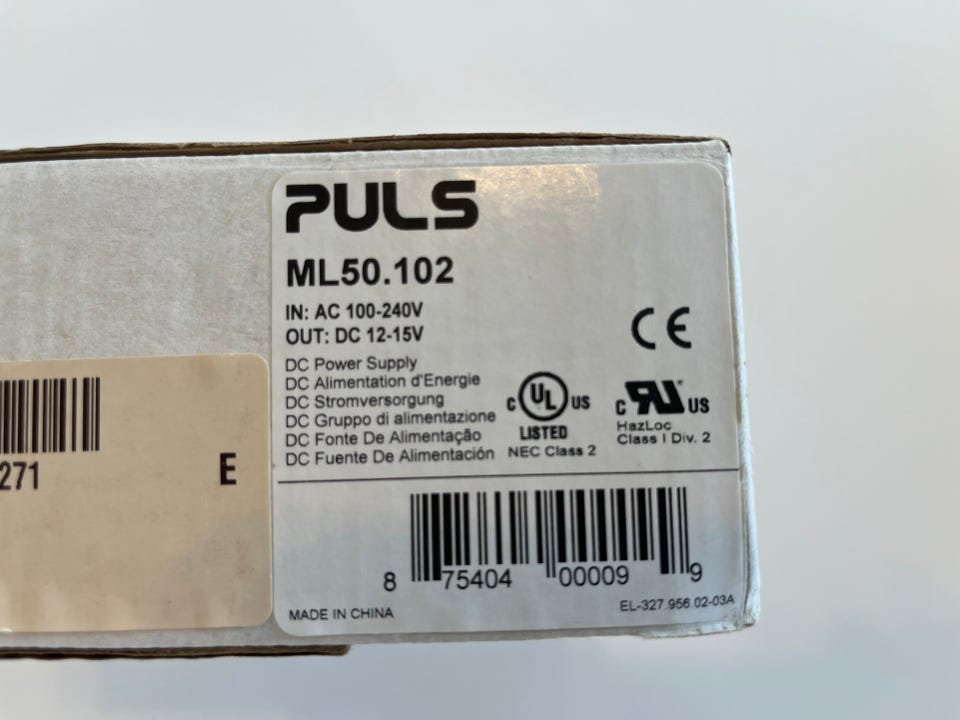 PULS
ML50.102
IN: AC 100-240V
OUT: DC 12-15V
DC Power Supply
DC Alimentation d'Energie
DC Stromversorgung
DC Gruppo di alimentazione
DC Fonte De Alimentação
DC Fuente De Alimentación
CE
C UL US
LISTED
NEC Class 2
C RU US
HazLoc
Class I Div. 2
271 E
8 75404 00009 9
MADE IN CHINA
EL-327.956.02-03A